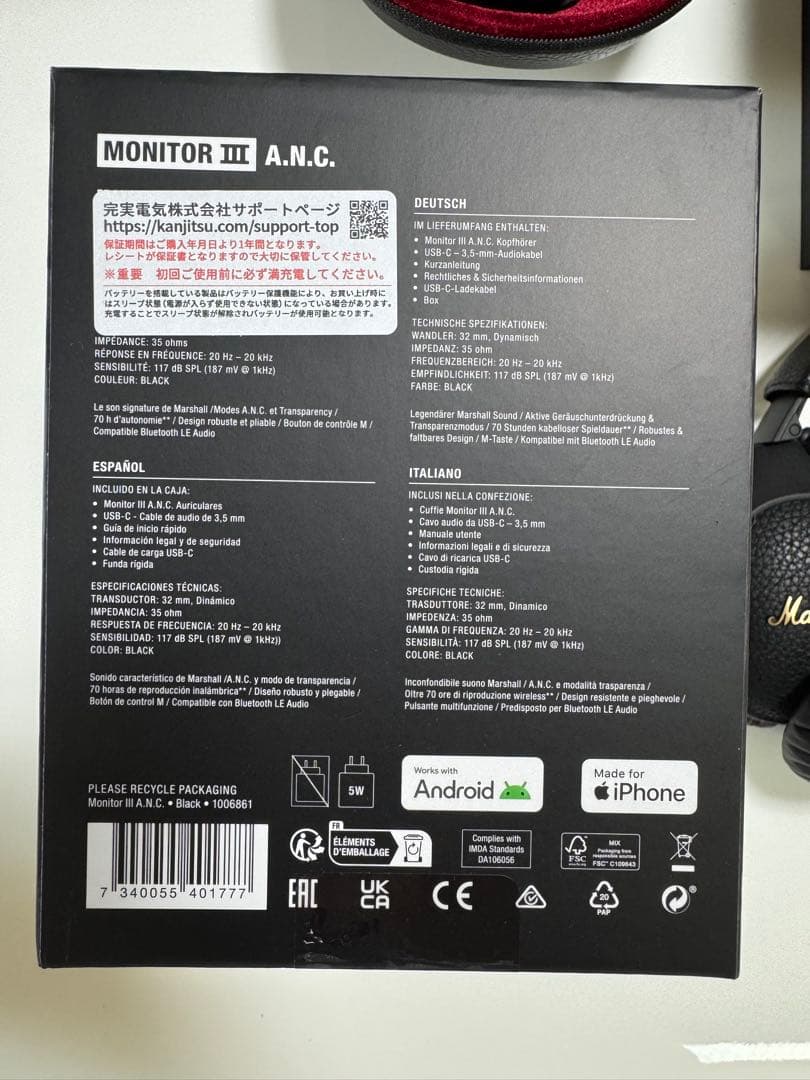 MONITOR III A.N.C.
完実電気株式会社サポートページ
https://kanjitsu.com/support-top
保証期間はご購入年月日より1年間となります。
レシートが保証書となりますので大切に保管してください。
※重要 初回ご使用前に必ず満充電してください。
バッテリーを搭載している製品はバッテリー保護機能により、お買い上げ時に
はスリープ状態(電源が入らず使用できない状態)になっている場合があります。
充電することでスリープ状態が解除されバッテリーが使用可能となります。
IMPÉDANCE: 35 ohms
RÉPONSE EN FRÉQUENCE: 20 Hz – 20 kHz
SENSIBILITÉ: 117 dB SPL (187 mV @ 1kHz)
COULEUR: BLACK
Le son signature de Marshall /Modes A.N.C. et Transparency /
70 h d'autonomie** / Design robuste et pliable / Bouton de contrôle M /
Compatible Bluetooth LE Audio
DEUTSCH
IM LIEFERUMFANG ENTHALTEN:
• Monitor III A.N.C. Kopfhörer
• USB-C – 3,5-mm-Audiokabel
• Kurzanleitung
• Rechtliches & Sicherheitsinformationen
• USB-C-Ladekabel
• Box
TECHNISCHE SPEZIFIKATIONEN:
WANDLER: 32 mm, Dynamisch
IMPEDANZ: 35 ohm
FREQUENZBEREICH: 20 Hz – 20 kHz
EMPFINDLICHKEIT: 117 dB SPL (187 mV @ 1kHz)
FARBE: BLACK
Legendärer Marshall Sound / Aktive Geräuschunterdrückung &
Transparenzmodus / 70 Stunden kabelloser Spieldauer** / Robustes &
faltbares Design / M-Taste / Kompatibel mit Bluetooth LE Audio
ESPAÑOL
INCLUIDO EN LA CAJA:
• Monitor III A.N.C. Auriculares
• USB-C - Cable de audio de 3,5 mm
• Guía de inicio rápido
• Información legal y de seguridad
• Cable de carga USB-C
• Funda rígida
ESPECIFICACIONES TÉCNICAS:
TRANSDUCTOR: 32 mm, Dinámico
IMPEDANCIA: 35 ohm
RESPUESTA DE FRECUENCIA: 20 Hz – 20 kHz
SENSIBILIDAD: 117 dB SPL (187 mV @ 1kHz))
COLOR: BLACK
Sonido característico de Marshall /A.N.C. y modo de transparencia /
70 horas de reproducción inalámbrica** / Diseño robusto y plegable /
Botón de control M / Compatible con Bluetooth LE Audio
ITALIANO
INCLUSI NELLA CONFEZIONE:
• Cuffie Monitor III A.N.C.
• Cavo audio da USB-C – 3,5 mm
• Manuale utente
• Informazioni legali e di sicurezza
• Cavo di ricarica USB-C
• Custodia rigida
SPECIFICHE TECNICHE:
TRASDUTTORE: 32 mm, Dinamico
IMPEDENZA: 35 ohm
GAMMA DI FREQUENZA: 20 Hz – 20 kHz
SENSIBILITÀ: 117 dB SPL (187 mV @ 1kHz)
COLORE: BLACK
Inconfondibile suono Marshall / A.N.C. e modalità trasparenza /
Oltre 70 ore di riproduzione wireless** / Design resistente e pieghevole /
Pulsante multifunzione / Predisposto per Bluetooth LE Audio
PLEASE RECYCLE PACKAGING
Monitor III A.N.C. • Black • 1006861
5W
Works with
Android
Made for
iPhone
7 340055 401777
FR
ÉLÉMENTS
D'EMBALLAGE
Complies with
IMDA Standards
DA106056
FSC
MIX
Packaging from
responsible sources
FSC® C109643
EAC
UK
CA
CE
20
PAP
Ma